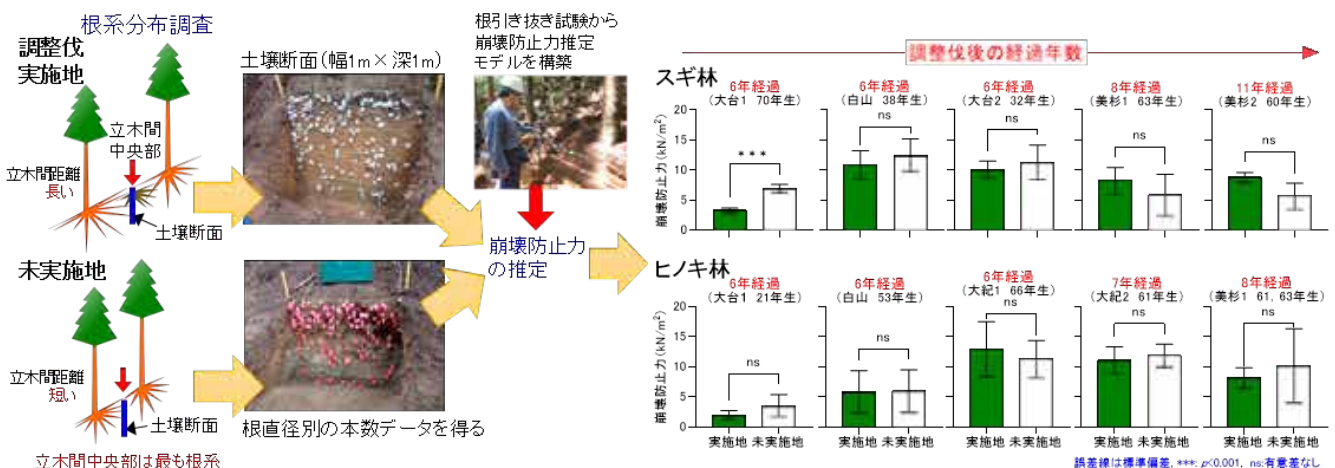 根系分布調査
調整伐
実施地
立木間
中央部
立木間距離
長い
土壌断面
未実施地
立木間距離
短い
土壌断面
立木間中央部は最も根系
土壌断面(幅1m×深1m)
根直径別の本数データを得る
根引き抜き試験から
崩壊防止力推定
モデルを構築
崩壊防止力
の推定
調整伐後の経過年数
スギ林
6年経過
(大台1 70年生)
6年経過
(白山 38年生)
6年経過
(大台2 32年生)
8年経過
(美杉1 63年生)
11年経過
(美杉2 60年生)
崩壊防止力(kN/m²)
20
15
10
5
0
***
ns
ns
ns
ns
ヒノキ林
6年経過
(大台1 21年生)
6年経過
(白山 53年生)
6年経過
(大紀1 66年生)
7年経過
(大紀2 61年生)
8年経過
(美杉1 61, 63年生)
崩壊防止力(kN/m²)
20
15
10
5
0
ns
ns
ns
ns
ns
実施地 未実施地
実施地 未実施地
実施地 未実施地
実施地 未実施地
実施地 未実施地
誤差線は標準偏差, ***: p<0.001, ns:有意差なし